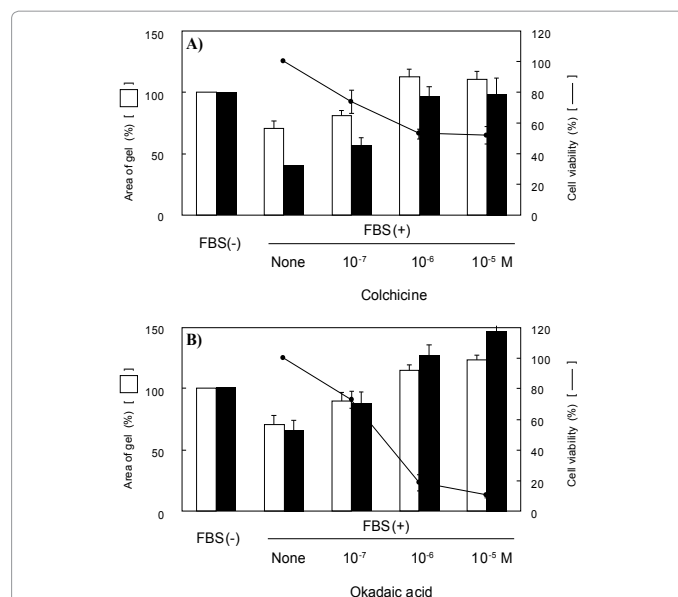 A)
150
100
50
0
Area of gel (%) [ ]
120
100
80
60
40
20
0
Cell viability (%) [ — ]
FBS(-)
FBS(+)
None
10-7
10-6
10-5 M
Colchicine
B)
150
100
50
0
Area of gel (%) [ ]
120
100
80
60
40
20
0
Cell viability (%) [ — ]
FBS(-)
FBS(+)
None
10-7
10-6
10-5 M
Okadaic acid